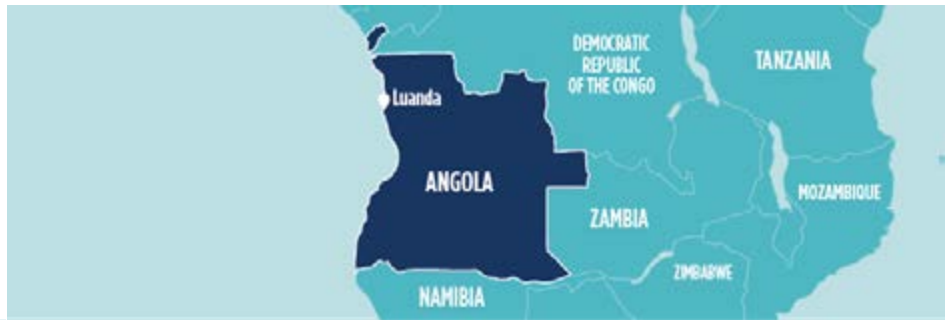 DEMOCRATIC
REPUBLIC
OF THE CONGO
TANZANIA
Luanda
ANGOLA
MOZAMBIQUE
ZAMBIA
ZIMBABWE
NAMIBIA